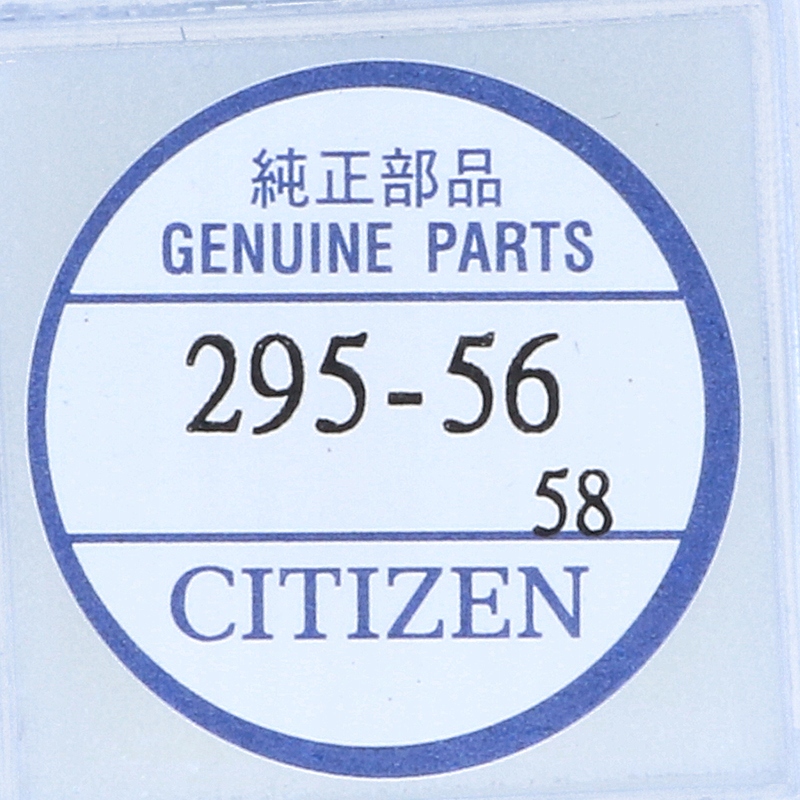 純正部品
GENUINE PARTS
295-56
58
CITIZEN